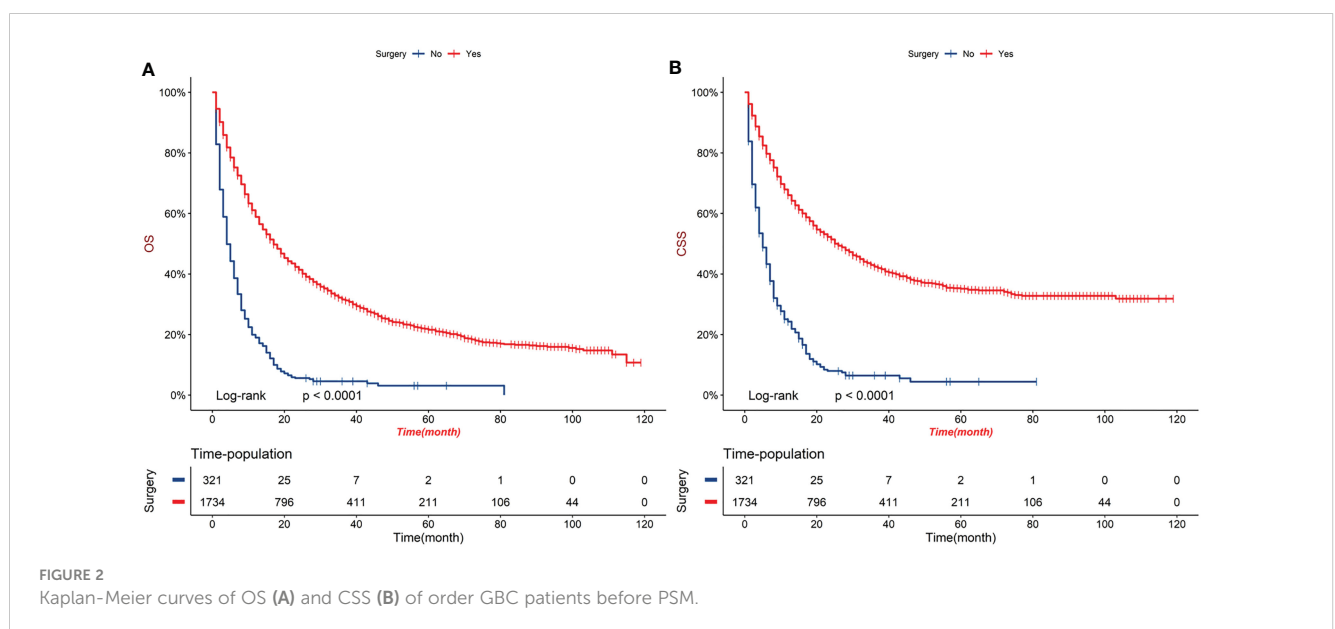 Surgery No Yes
A
OS
100%
80%
60%
40%
20%
0%
Log-rank p < 0.0001
0 20 40 60 80 100 120
Time(month)
Time-population
Surgery
321 25 7 2 1 0 0
1734 796 411 211 106 44 0
0 20 40 60 80 100 120
Time(month)
Surgery No Yes
B
CSS
100%
80%
60%
40%
20%
0%
Log-rank p < 0.0001
0 20 40 60 80 100 120
Time(month)
Time-population
Surgery
321 25 7 2 1 0 0
1734 796 411 211 106 44 0
0 20 40 60 80 100 120
Time(month)
FIGURE 2
Kaplan-Meier curves of OS (A) and CSS (B) of order GBC patients before PSM.